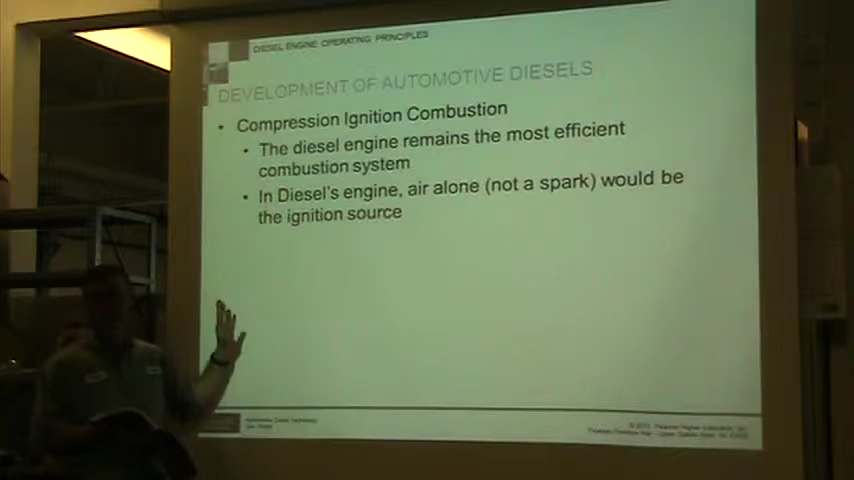 DIESEL ENGINE OPERATING PRINCIPLES
DEVELOPMENT OF AUTOMOTIVE DIESELS
• Compression Ignition Combustion
• The diesel engine remains the most efficient
combustion system
• In Diesel's engine, air alone (not a spark) would be
the ignition source